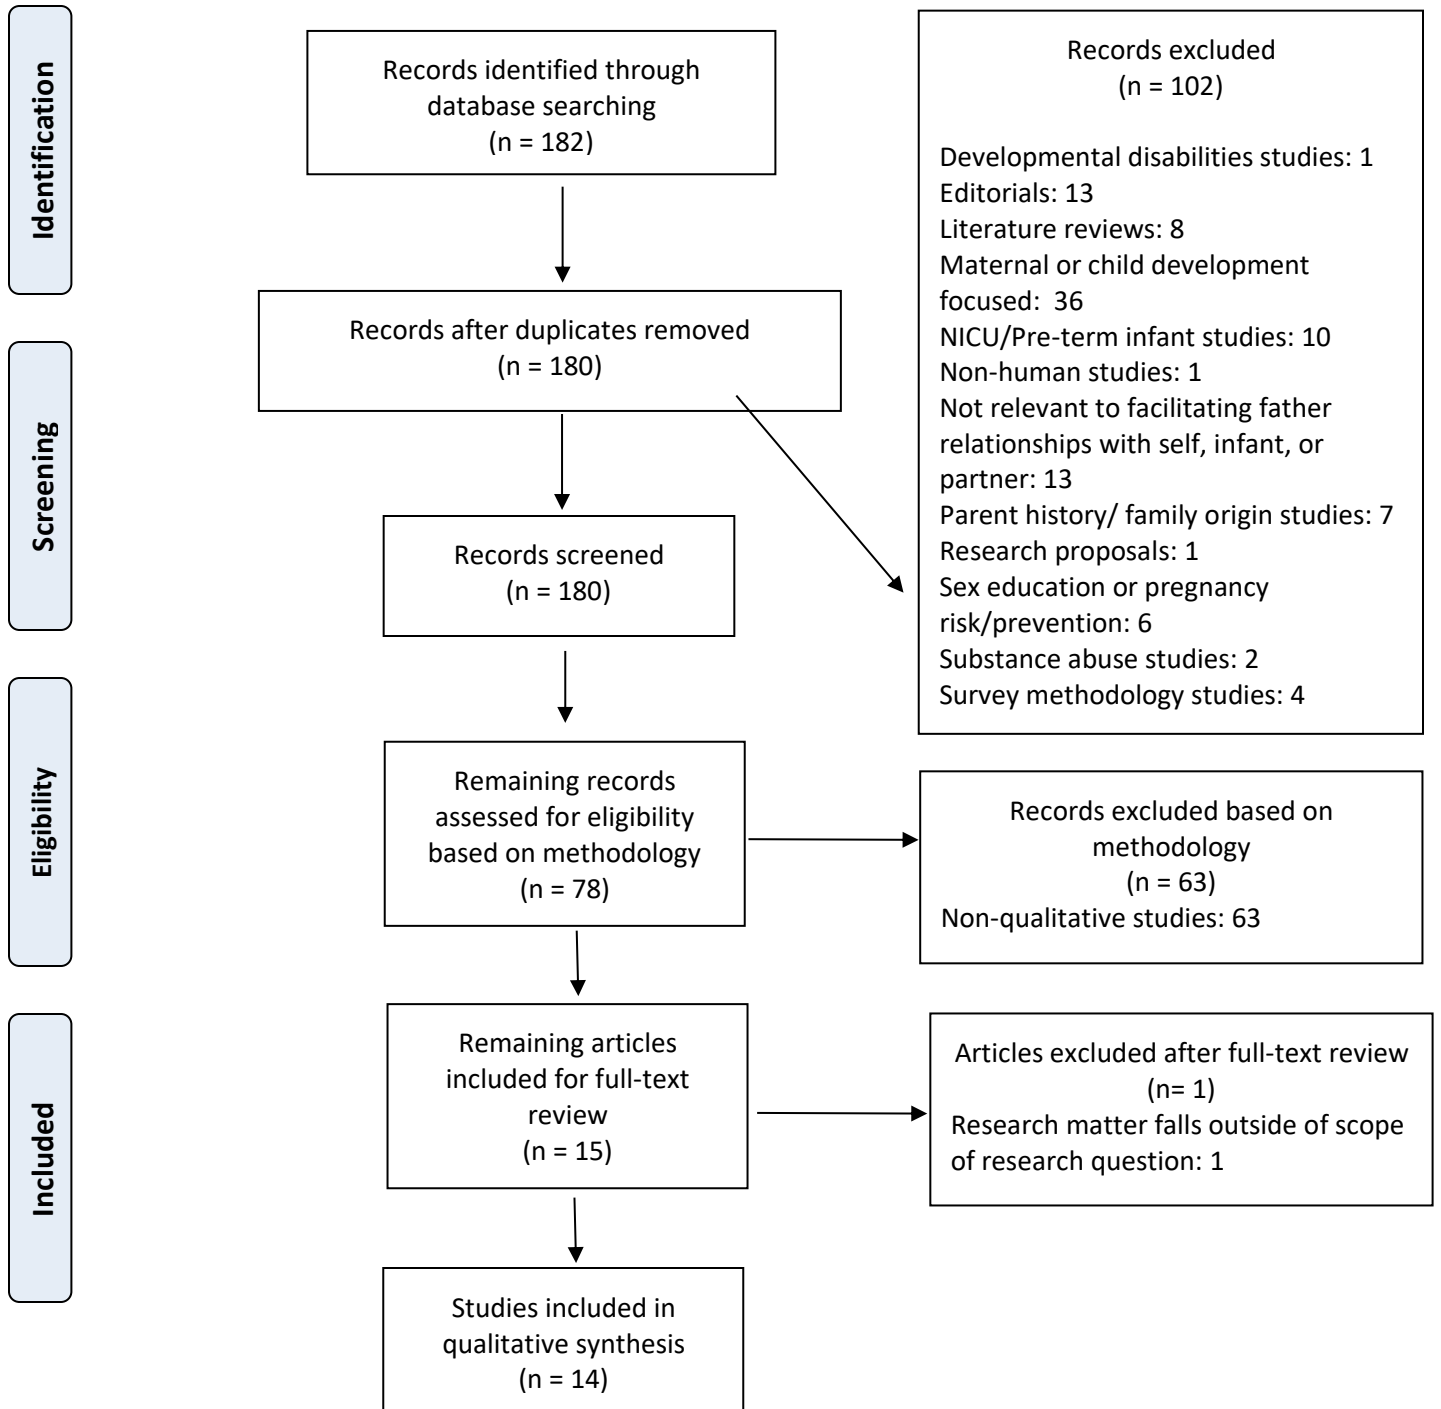 Identification
Records identified through
database searching
(n = 182)
Records excluded
(n = 102)
Developmental disabilities studies: 1
Editorials: 13
Literature reviews: 8
Maternal or child development
focused:  36
NICU/Pre-term infant studies: 10
Non-human studies: 1
Not relevant to facilitating father
relationships with self, infant, or
partner: 13
Parent history/ family origin studies: 7
Research proposals: 1
Sex education or pregnancy
risk/prevention: 6
Substance abuse studies: 2
Survey methodology studies: 4
Records after duplicates removed
(n = 180)
Screening
Records screened
(n = 180)
Eligibility
Remaining records
assessed for eligibility
based on methodology
(n = 78)
Records excluded based on
methodology
(n = 63)
Non-qualitative studies: 63
Included
Remaining articles
included for full-text
review
(n = 15)
Articles excluded after full-text review
(n= 1)
Research matter falls outside of scope
of research question: 1
Studies included in
qualitative synthesis
(n = 14)